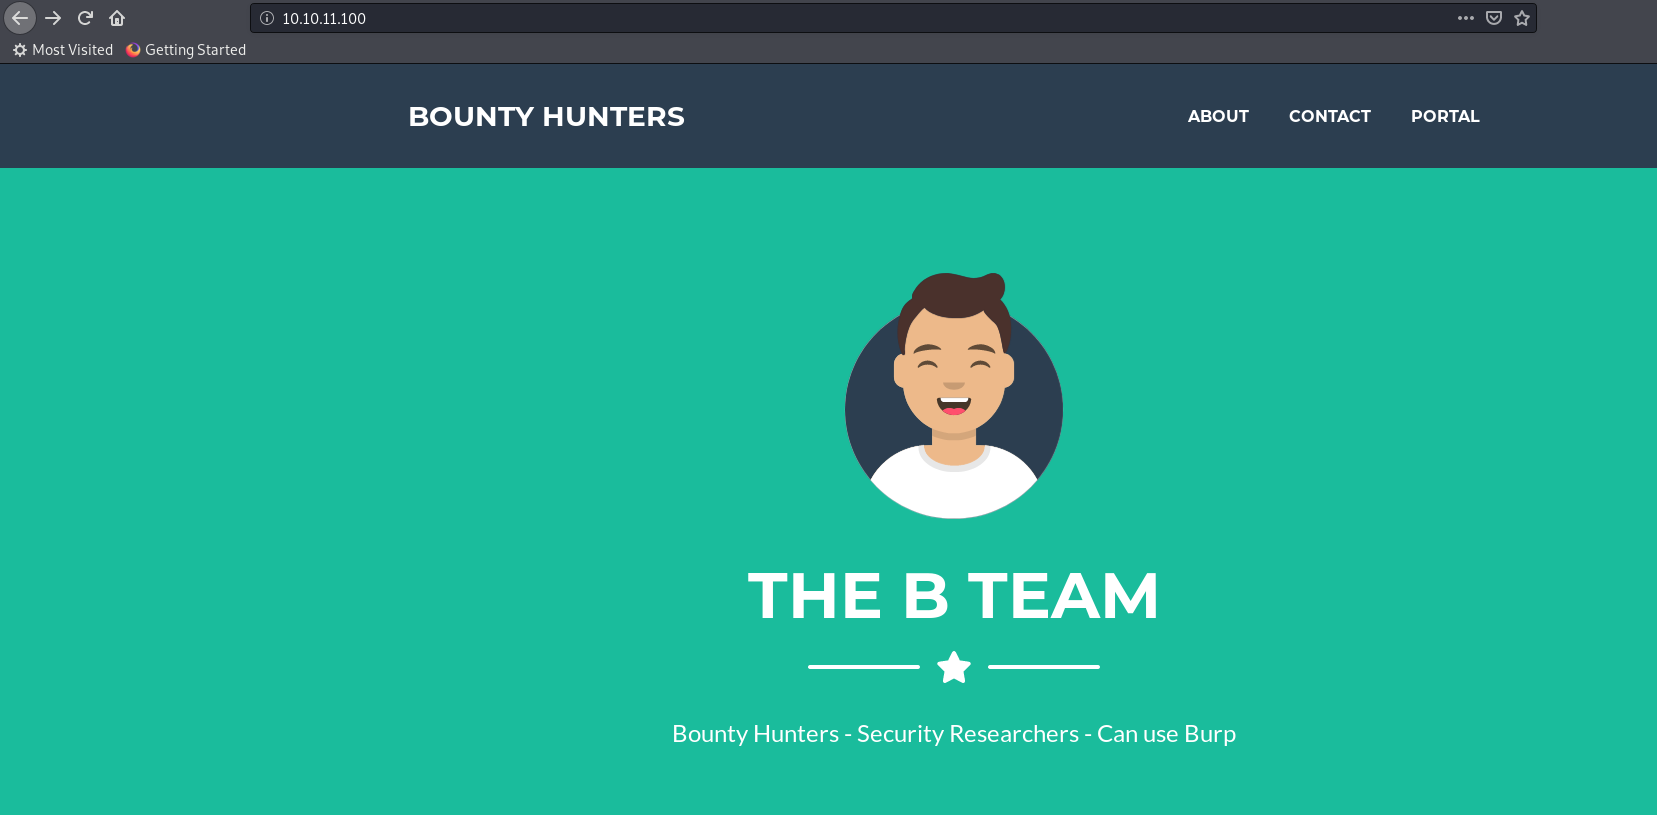 10.10.11.100
Most Visited Getting Started
BOUNTY HUNTERS ABOUT CONTACT PORTAL
THE B TEAM
Bounty Hunters - Security Researchers - Can use Burp